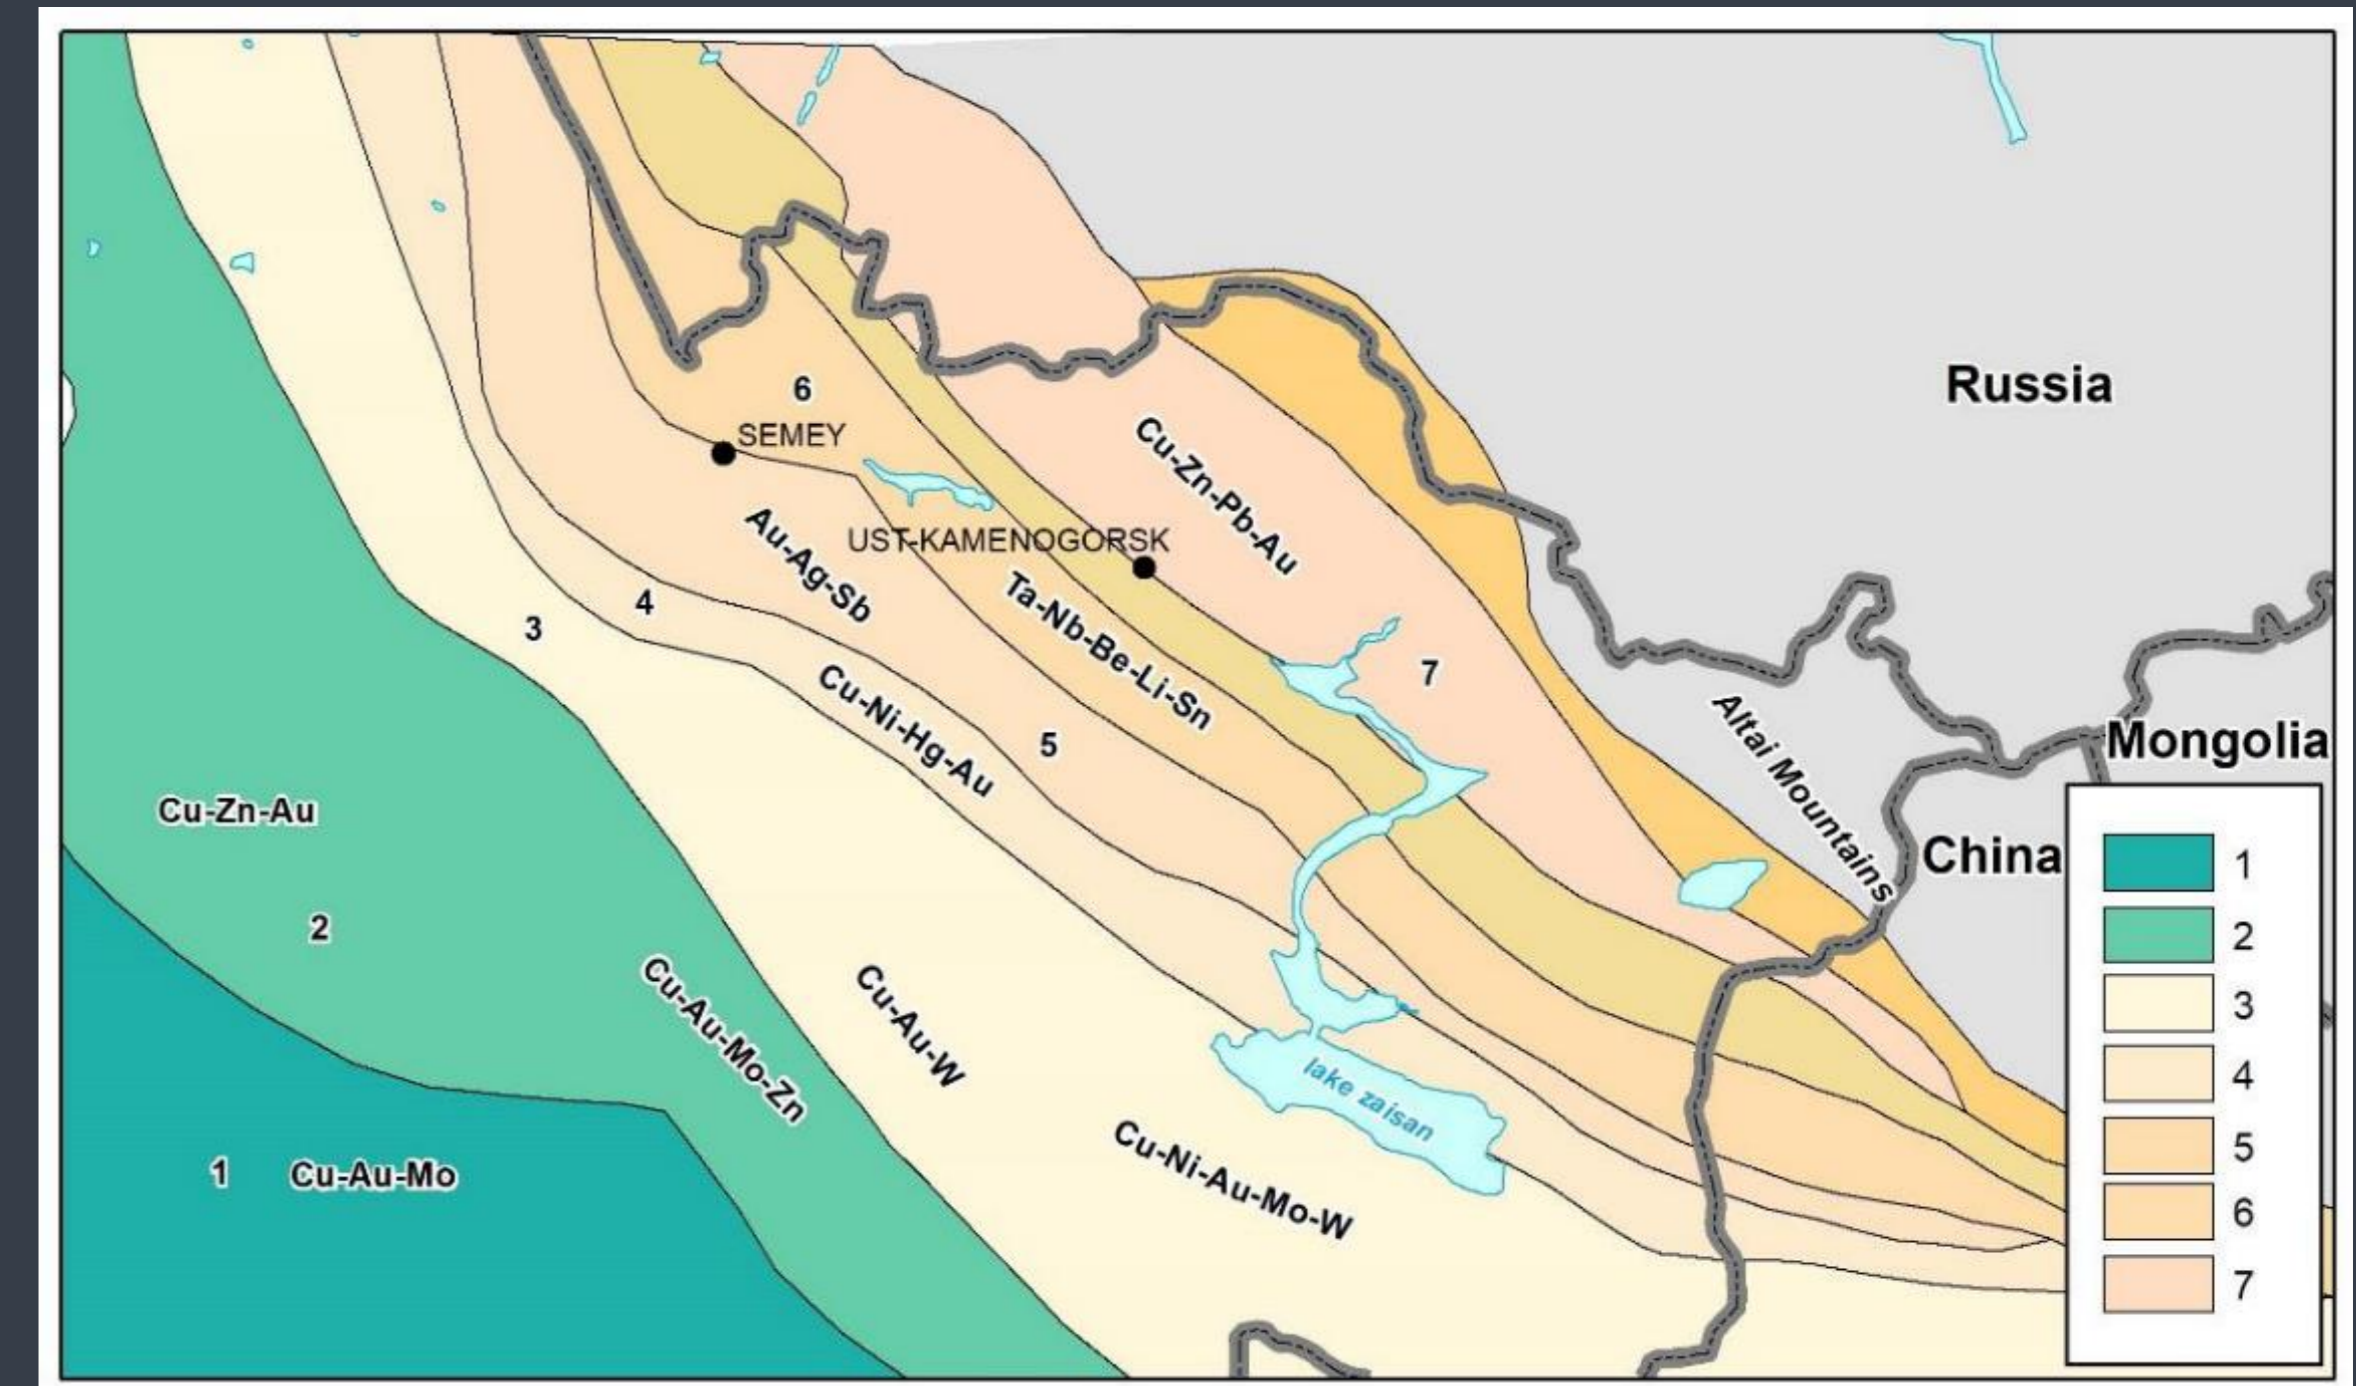 Russia
6
SEMEY
Cu-Zn-Pb-Au
UST-KAMENOGORSK
Au-Ag-Sb
Ta-Nb-Be-Li-Sn
4
3
7
Cu-Ni-Hg-Au
5
Altai Mountains
Mongolia
Cu-Zn-Au
China
2
Cu-Au-Mo-Zn
Cu-Au-W
lake zaisan
Cu-Ni-Au-Mo-W
1
Cu-Au-Mo
1
2
3
4
5
6
7